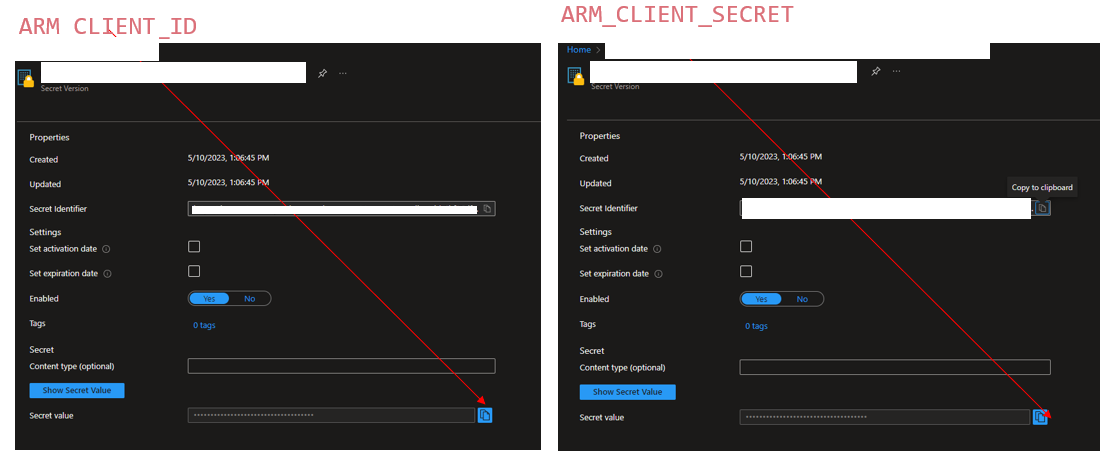 ARM CLIENT_ID
Secret Version
Properties
Created 5/10/2023, 1:06:45 PM
Updated 5/10/2023, 1:06:45 PM
Secret Identifier
Settings
Set activation date
Set expiration date
Enabled Yes No
Tags 0 tags
Secret
Content type (optional)
Show Secret Value
Secret value ••••••••••••••••••••••••••••••••••••
ARM_CLIENT_SECRET
Home >
Secret Version
Properties
Created 5/10/2023, 1:06:45 PM
Updated 5/10/2023, 1:06:45 PM
Copy to clipboard
Secret Identifier
Settings
Set activation date
Set expiration date
Enabled Yes No
Tags 0 tags
Secret
Content type (optional)
Show Secret Value
Secret value ••••••••••••••••••••••••••••••••••••